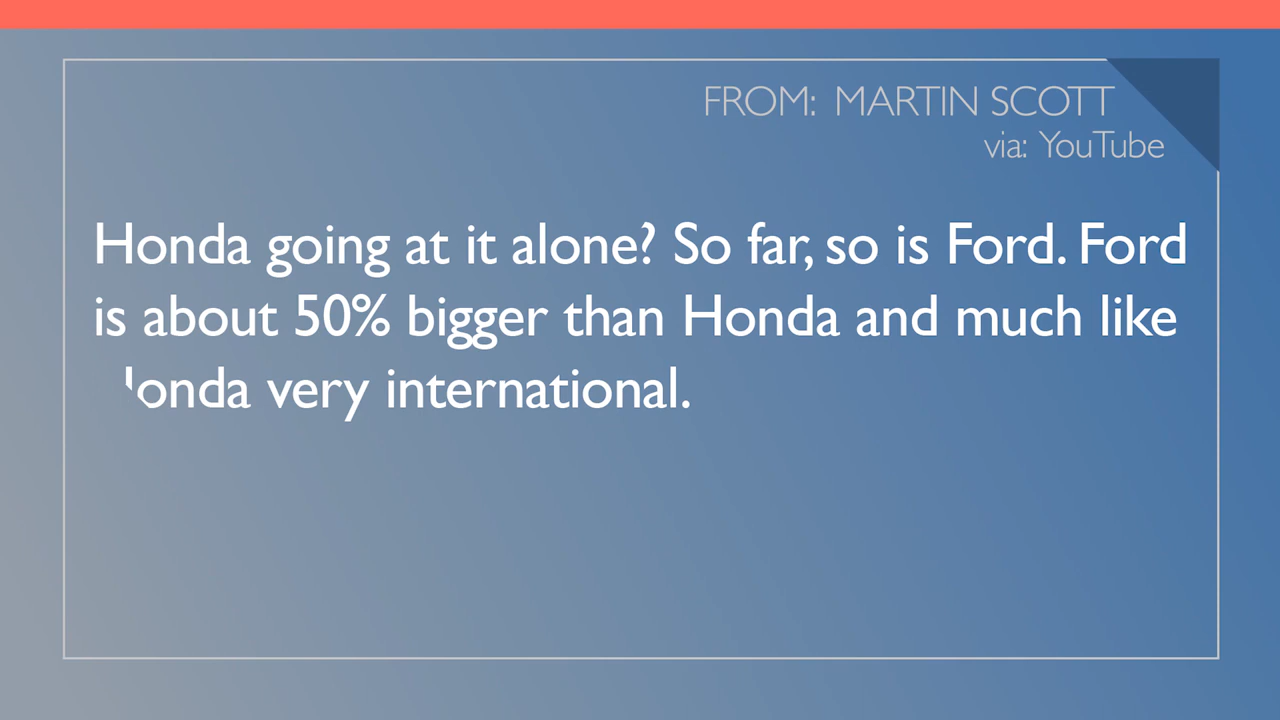 FROM: MARTIN SCOTT
via: YouTube
Honda going at it alone? So far, so is Ford. Ford
is about 50% bigger than Honda and much like
Honda very international.